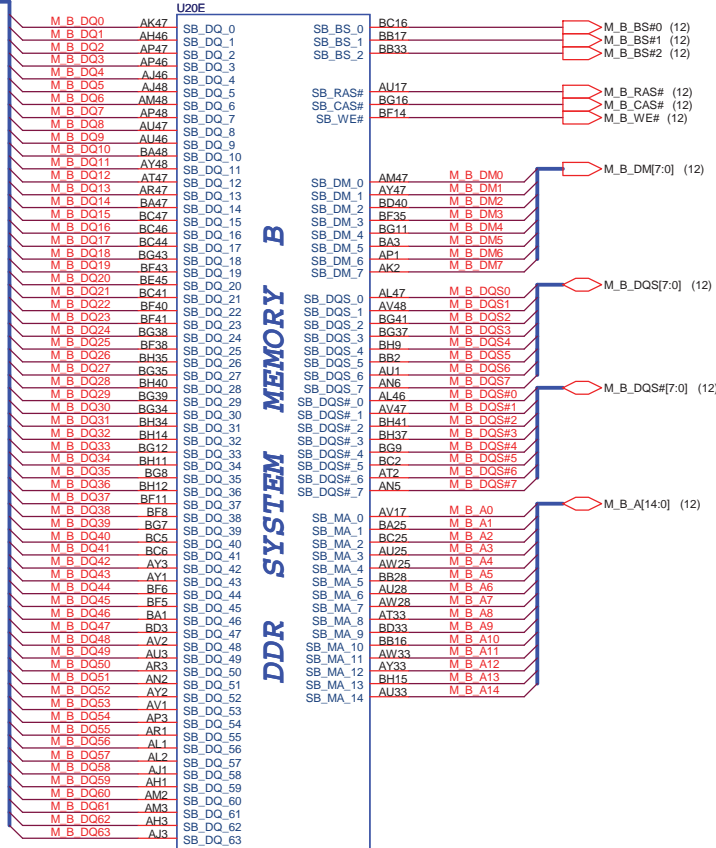 U20E
M_B_DQ0 AK47 SB_DQ_0
M_B_DQ1 AH46 SB_DQ_1
M_B_DQ2 AP47 SB_DQ_2
M_B_DQ3 AP46 SB_DQ_3
M_B_DQ4 AJ46 SB_DQ_4
M_B_DQ5 AJ48 SB_DQ_5
M_B_DQ6 AM48 SB_DQ_6
M_B_DQ7 AP48 SB_DQ_7
M_B_DQ8 AU47 SB_DQ_8
M_B_DQ9 AU46 SB_DQ_9
M_B_DQ10 BA48 SB_DQ_10
M_B_DQ11 AY48 SB_DQ_11
M_B_DQ12 AT47 SB_DQ_12
M_B_DQ13 AR47 SB_DQ_13
M_B_DQ14 BA47 SB_DQ_14
M_B_DQ15 BC47 SB_DQ_15
M_B_DQ16 BC46 SB_DQ_16
M_B_DQ17 BC44 SB_DQ_17
M_B_DQ18 BG43 SB_DQ_18
M_B_DQ19 BF43 SB_DQ_19
M_B_DQ20 BE45 SB_DQ_20
M_B_DQ21 BC41 SB_DQ_21
M_B_DQ22 BF40 SB_DQ_22
M_B_DQ23 BF41 SB_DQ_23
M_B_DQ24 BG38 SB_DQ_24
M_B_DQ25 BF38 SB_DQ_25
M_B_DQ26 BH35 SB_DQ_26
M_B_DQ27 BG35 SB_DQ_27
M_B_DQ28 BH40 SB_DQ_28
M_B_DQ29 BG39 SB_DQ_29
M_B_DQ30 BG34 SB_DQ_30
M_B_DQ31 BH34 SB_DQ_31
M_B_DQ32 BH14 SB_DQ_32
M_B_DQ33 BG12 SB_DQ_33
M_B_DQ34 BH11 SB_DQ_34
M_B_DQ35 BG8 SB_DQ_35
M_B_DQ36 BH12 SB_DQ_36
M_B_DQ37 BF11 SB_DQ_37
M_B_DQ38 BF8 SB_DQ_38
M_B_DQ39 BG7 SB_DQ_39
M_B_DQ40 BC5 SB_DQ_40
M_B_DQ41 BC6 SB_DQ_41
M_B_DQ42 AY3 SB_DQ_42
M_B_DQ43 AY1 SB_DQ_43
M_B_DQ44 BF6 SB_DQ_44
M_B_DQ45 BF5 SB_DQ_45
M_B_DQ46 BA1 SB_DQ_46
M_B_DQ47 BD3 SB_DQ_47
M_B_DQ48 AV2 SB_DQ_48
M_B_DQ49 AU3 SB_DQ_49
M_B_DQ50 AR3 SB_DQ_50
M_B_DQ51 AN2 SB_DQ_51
M_B_DQ52 AY2 SB_DQ_52
M_B_DQ53 AV1 SB_DQ_53
M_B_DQ54 AP3 SB_DQ_54
M_B_DQ55 AR1 SB_DQ_55
M_B_DQ56 AL1 SB_DQ_56
M_B_DQ57 AL2 SB_DQ_57
M_B_DQ58 AJ1 SB_DQ_58
M_B_DQ59 AH1 SB_DQ_59
M_B_DQ60 AM2 SB_DQ_60
M_B_DQ61 AM3 SB_DQ_61
M_B_DQ62 AH3 SB_DQ_62
M_B_DQ63 AJ3 SB_DQ_63
DDR SYSTEM MEMORY B
SB_BS_0 BC16 M_B_BS#0 (12)
SB_BS_1 BB17 M_B_BS#1 (12)
SB_BS_2 BB33 M_B_BS#2 (12)
SB_RAS# AU17 M_B_RAS# (12)
SB_CAS# BG16 M_B_CAS# (12)
SB_WE# BF14 M_B_WE# (12)
M_B_DM[7:0] (12)
SB_DM_0 AM47 M_B_DM0
SB_DM_1 AY47 M_B_DM1
SB_DM_2 BD40 M_B_DM2
SB_DM_3 BF35 M_B_DM3
SB_DM_4 BG11 M_B_DM4
SB_DM_5 BA3 M_B_DM5
SB_DM_6 AP1 M_B_DM6
SB_DM_7 AK2 M_B_DM7
M_B_DQS[7:0] (12)
SB_DQS_0 AL47 M_B_DQS0
SB_DQS_1 AV48 M_B_DQS1
SB_DQS_2 BG41 M_B_DQS2
SB_DQS_3 BG37 M_B_DQS3
SB_DQS_4 BH9 M_B_DQS4
SB_DQS_5 BB2 M_B_DQS5
SB_DQS_6 AU1 M_B_DQS6
SB_DQS_7 AN6 M_B_DQS7
M_B_DQS#[7:0] (12)
SB_DQS#_0 AL46 M_B_DQS#0
SB_DQS#_1 AV47 M_B_DQS#1
SB_DQS#_2 BH41 M_B_DQS#2
SB_DQS#_3 BH37 M_B_DQS#3
SB_DQS#_4 BG9 M_B_DQS#4
SB_DQS#_5 BC2 M_B_DQS#5
SB_DQS#_6 AT2 M_B_DQS#6
SB_DQS#_7 AN5 M_B_DQS#7
M_B_A[14:0] (12)
SB_MA_0 AV17 M_B_A0
SB_MA_1 BA25 M_B_A1
SB_MA_2 BC25 M_B_A2
SB_MA_3 AU25 M_B_A3
SB_MA_4 AW25 M_B_A4
SB_MA_5 BB28 M_B_A5
SB_MA_6 AU28 M_B_A6
SB_MA_7 AW28 M_B_A7
SB_MA_8 AT33 M_B_A8
SB_MA_9 BD33 M_B_A9
SB_MA_10 BB16 M_B_A10
SB_MA_11 AW33 M_B_A11
SB_MA_12 AY33 M_B_A12
SB_MA_13 BH15 M_B_A13
SB_MA_14 AU33 M_B_A14